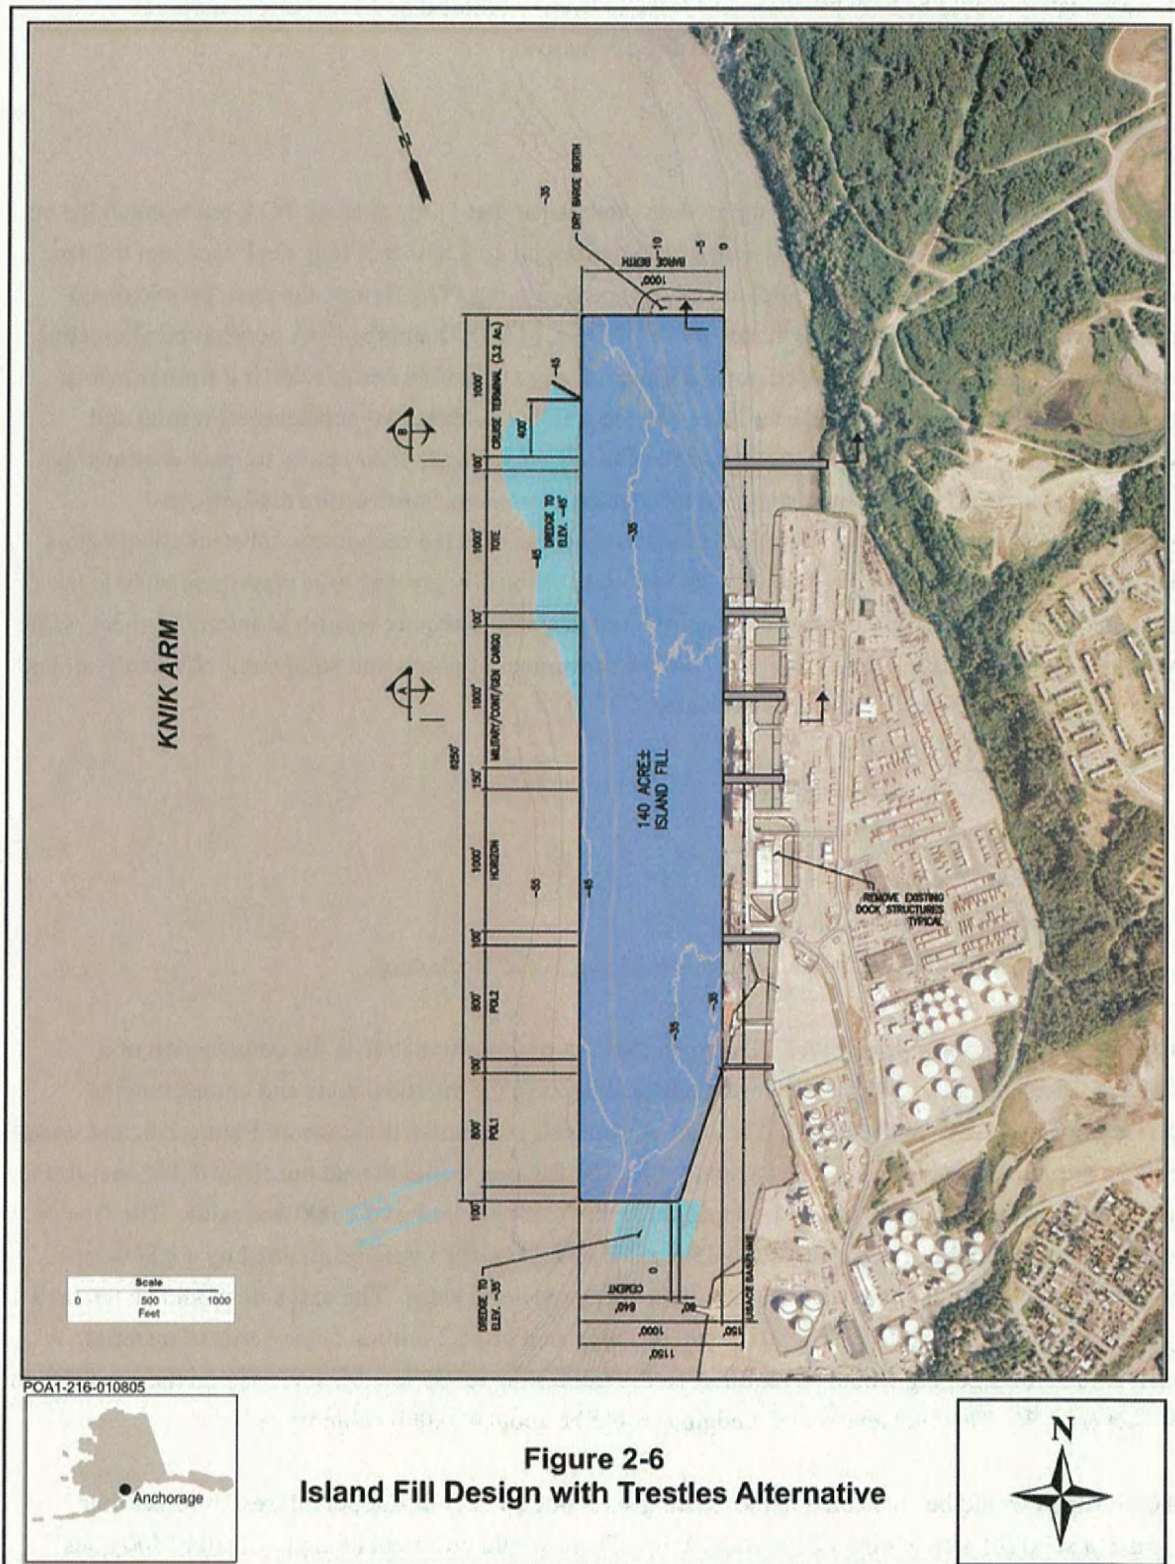 -35
DRY BARGE BERTH
BARGE BERTH
1000'
-10
-5
0
N
CRUISE TERMINAL (3.2 Ac.)
1000'
-45
400'
100'
B
TOTE
1000'
DREDGE TO
ELEV. -45'
-45
-35
100'
KNIK ARM
MILITARY/CONT/GEN CARGO
1000'
A
8250'
150'
140 ACRE±
ISLAND FILL
HORIZON
1000'
-55
-45
REMOVE EXISTING
DOCK STRUCTURES
TYPICAL
100'
POL2
800'
-35
-35
100'
POL1
800'
100'
DREDGE TO
ELEV. -35'
0
CEMENT
640'
90'
1000'
150'
1150'
USACE BASELINE
Scale
0 500 1000
Feet
POA1-216-010805
Anchorage
Figure 2-6
Island Fill Design with Trestles Alternative
N